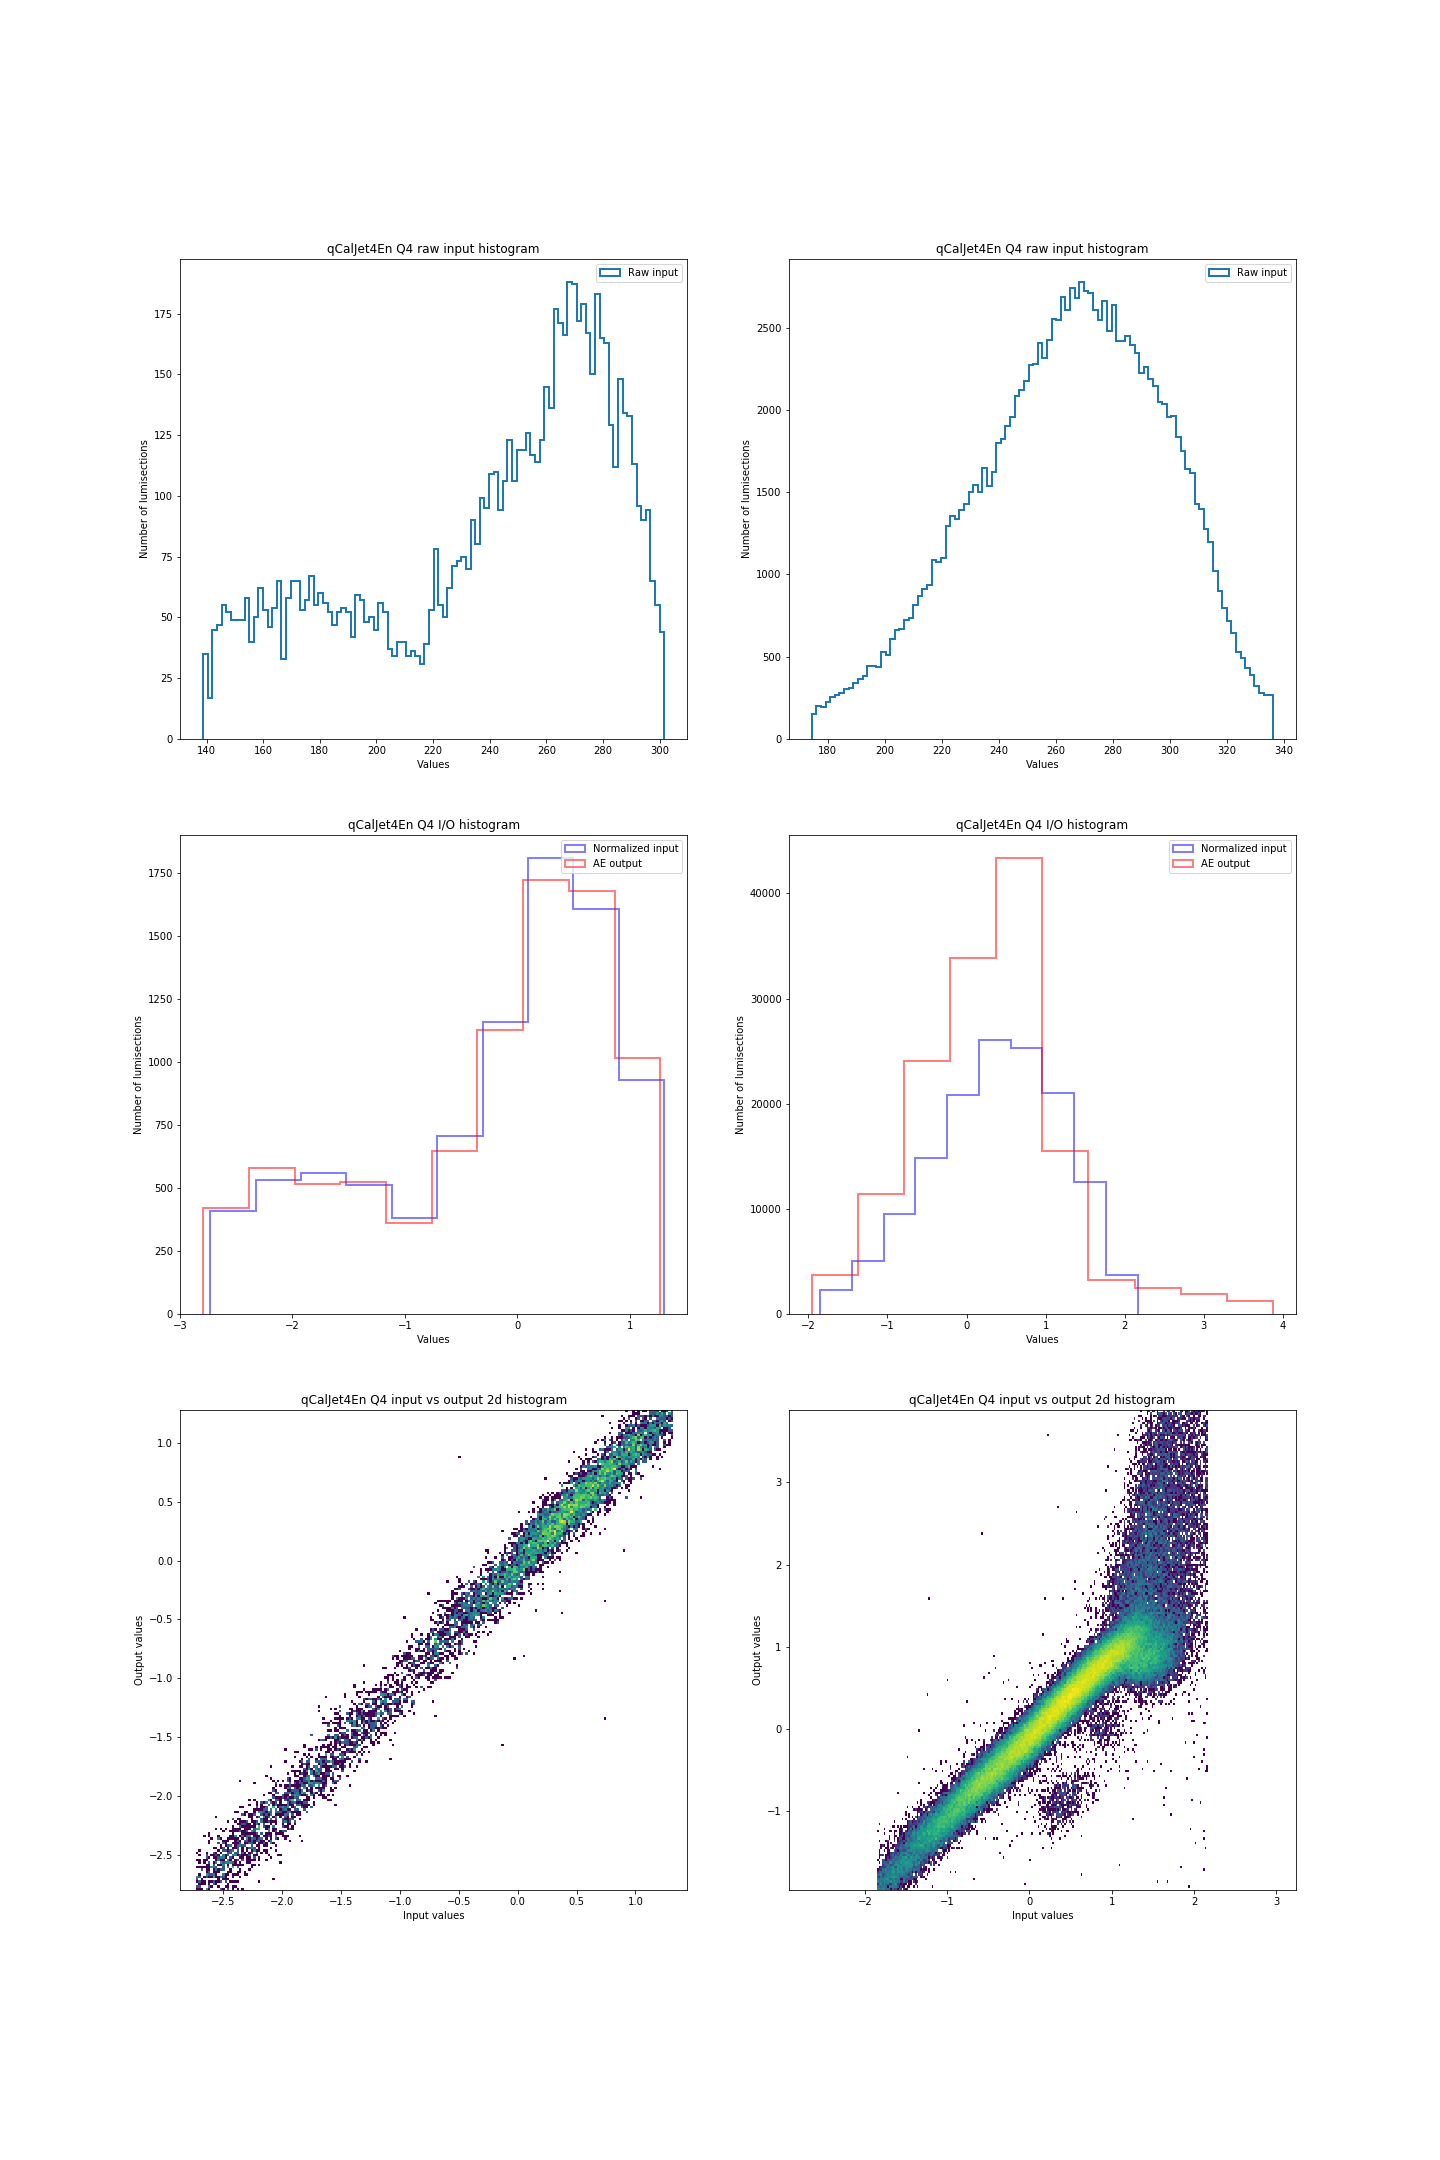 qCalJet4En Q4 raw input histogram
Raw input
Number of lumisections
175
150
125
100
75
50
25
0
140 160 180 200 220 240 260 280 300
Values
qCalJet4En Q4 raw input histogram
Raw input
Number of lumisections
2500
2000
1500
1000
500
0
180 200 220 240 260 280 300 320 340
Values
qCalJet4En Q4 I/O histogram
Normalized input
AE output
Number of lumisections
1750
1500
1250
1000
750
500
250
0
−3 −2 −1 0 1
Values
qCalJet4En Q4 I/O histogram
Normalized input
AE output
Number of lumisections
40000
30000
20000
10000
0
−2 −1 0 1 2 3 4
Values
qCalJet4En Q4 input vs output 2d histogram
Output values
1.0
0.5
0.0
−0.5
−1.0
−1.5
−2.0
−2.5
−2.5 −2.0 −1.5 −1.0 −0.5 0.0 0.5 1.0
Input values
qCalJet4En Q4 input vs output 2d histogram
Output values
3
2
1
0
−1
−2 −1 0 1 2 3
Input values